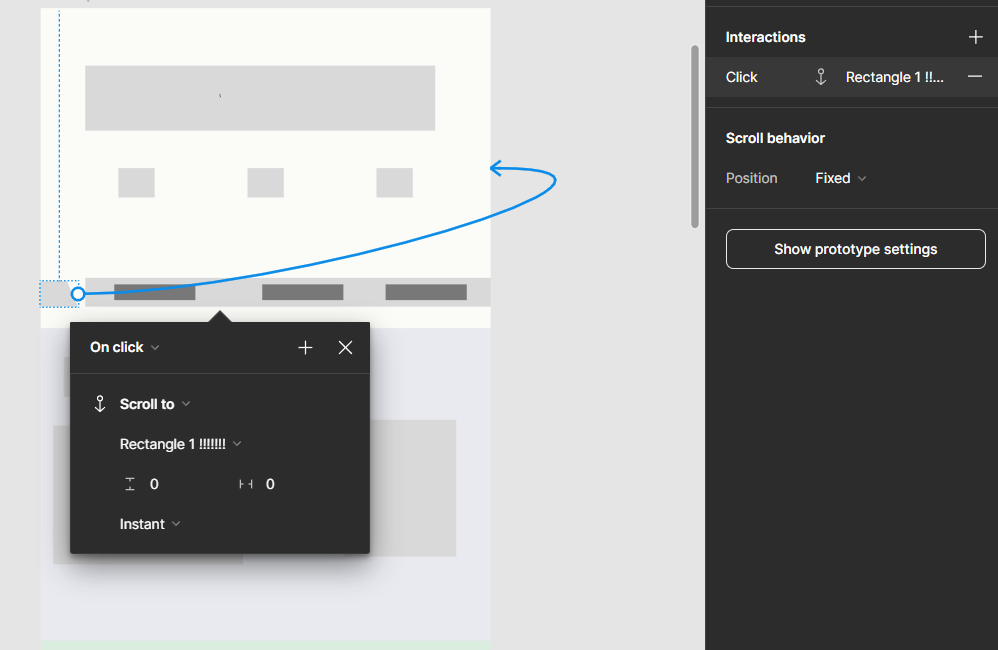 Interactions
Click Rectangle 1 !!...
Scroll behavior
Position Fixed
Show prototype settings
On click
Scroll to
Rectangle 1 !!!!!!!
0 0
Instant